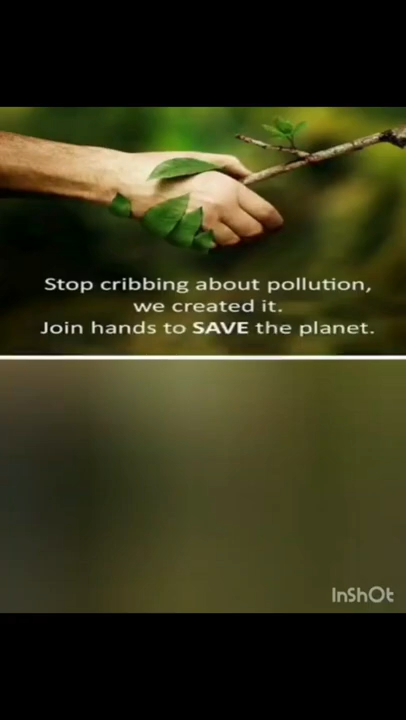 Stop cribbing about pollution,
we created it.
Join hands to SAVE the planet.
InShOt